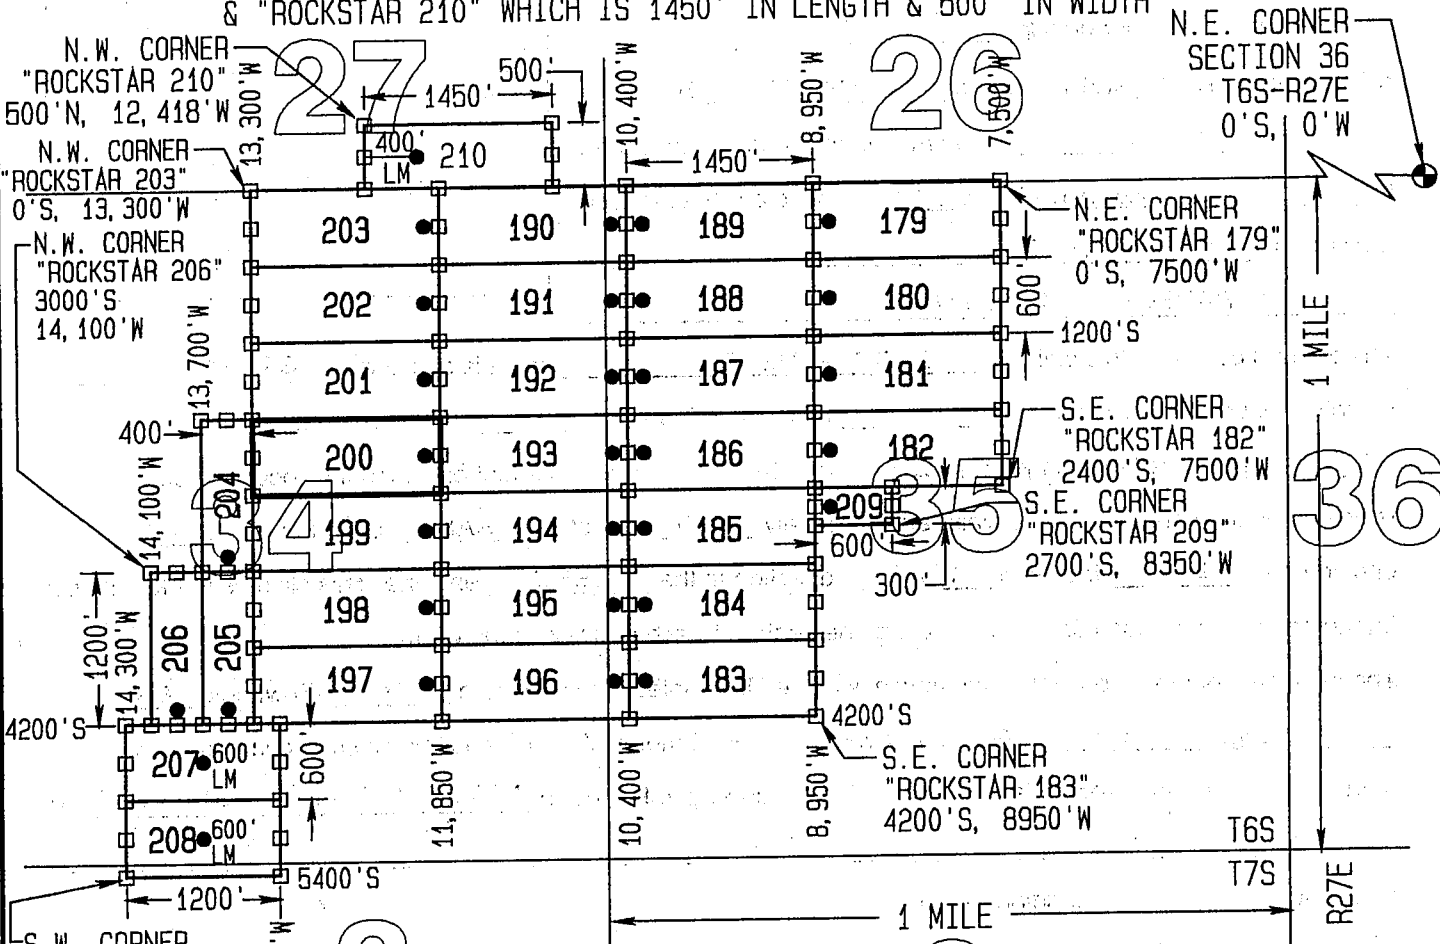 & "ROCKSTAR 210" WHICH IS 1450' IN LENGTH & 500' IN WIDTH
N.W. CORNER
"ROCKSTAR 210"
500'N, 12,418'W
N.W. CORNER
"ROCKSTAR 203"
0'S, 13,300'W
N.W. CORNER
"ROCKSTAR 206"
3000'S
14,100'W
N.E. CORNER
SECTION 36
T6S-R27E
0'S, 0'W
27
26
13,300'W.
10,400'W.
8,950'W.
7,500'W.
1450'
500'
400'
LM
210
1450'
203
190
189
179
N.E. CORNER
"ROCKSTAR 179"
0'S, 7500'W
202
191
188
180
600'
1200'S
1 MILE
13,700'W.
201
192
187
181
400'
200
193
186
182
S.E. CORNER
"ROCKSTAR 182"
2400'S, 7500'W
14,100'W
204
34
35
36
199
194
185
209
600'
300'
S.E. CORNER
"ROCKSTAR 209"
2700'S, 8350'W
1200'
14,300'W.
206
205
198
195
184
197
196
183
4200'S
4200'S
S.E. CORNER
"ROCKSTAR 183"
4200'S, 8950'W
207
600'
LM
600'
11,850'W.
10,400'W.
8,950'W.
208
600'
LM
T6S
T7S
R27E
5400'S
1200'
1 MILE
S.W. CORNER